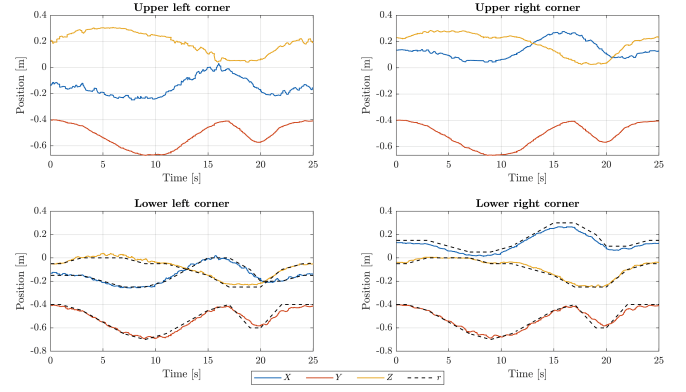 Upper left corner
Upper right corner
0.4
0.2
0
-0.2
-0.4
-0.6
Position [m]
0 5 10 15 20 25
Time [s]
0.4
0.2
0
-0.2
-0.4
-0.6
Position [m]
0 5 10 15 20 25
Time [s]
Lower left corner
Lower right corner
0.4
0.2
0
-0.2
-0.4
-0.6
-0.8
Position [m]
0 5 10 15 20 25
Time [s]
0.4
0.2
0
-0.2
-0.4
-0.6
-0.8
Position [m]
0 5 10 15 20 25
Time [s]
X Y Z r